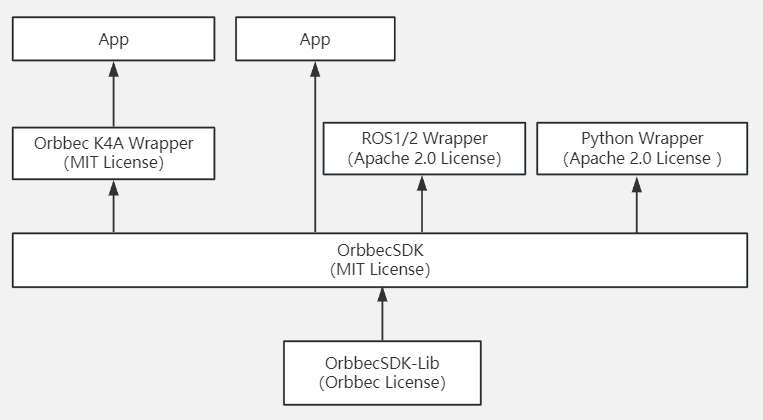 App
App
Orbbec K4A Wrapper
(MIT License)
ROS1/2 Wrapper
(Apache 2.0 License)
Python Wrapper
(Apache 2.0 License )
OrbbecSDK
(MIT License)
OrbbecSDK-Lib
(Orbbec License)